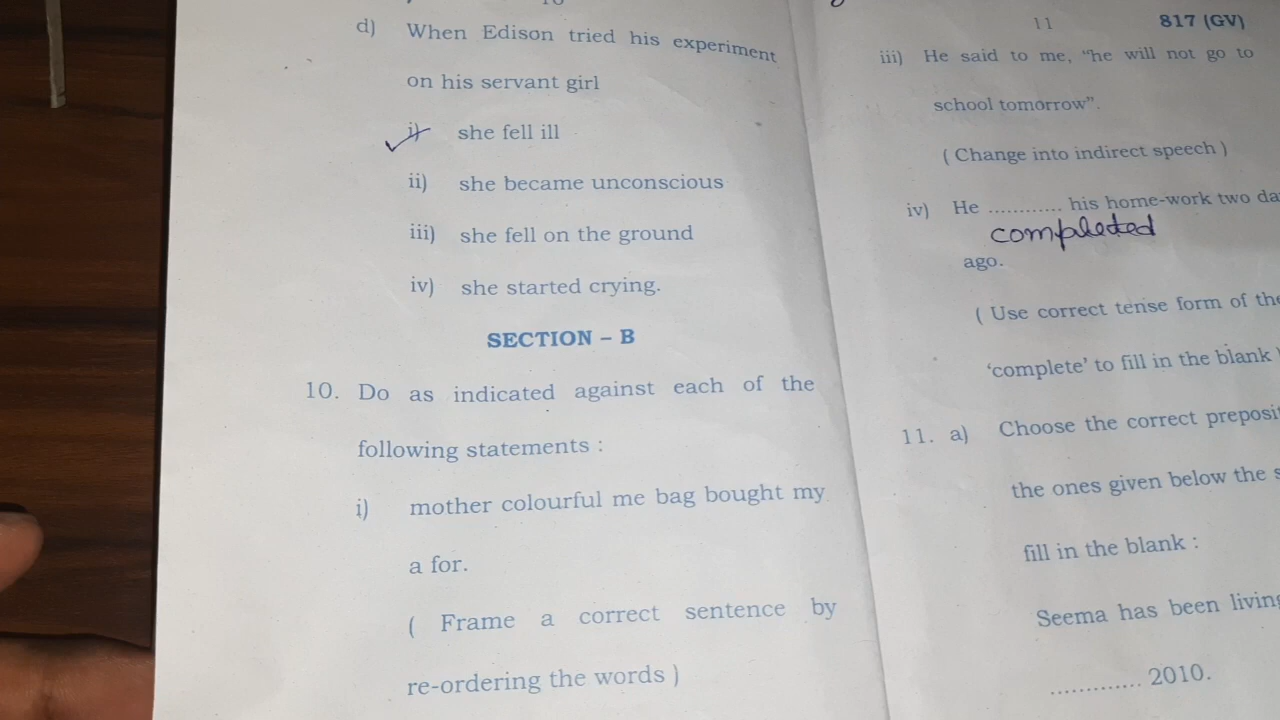 d) When Edison tried his experiment
on his servant girl
i) she fell ill
ii) she became unconscious
iii) she fell on the ground
iv) she started crying.
SECTION – B
10. Do as indicated against each of the
following statements :
i) mother colourful me bag bought my
a for.
( Frame a correct sentence by
re-ordering the words )
11 817 (GV)
iii) He said to me, "he will not go to
school tomorrow".
( Change into indirect speech )
iv) He ............ his home-work two
completed
ago.
( Use correct tense form of
'complete' to fill in the blank )
11. a) Choose the correct
the ones given below the
fill in the blank :
Seema has been living
............. 2010.